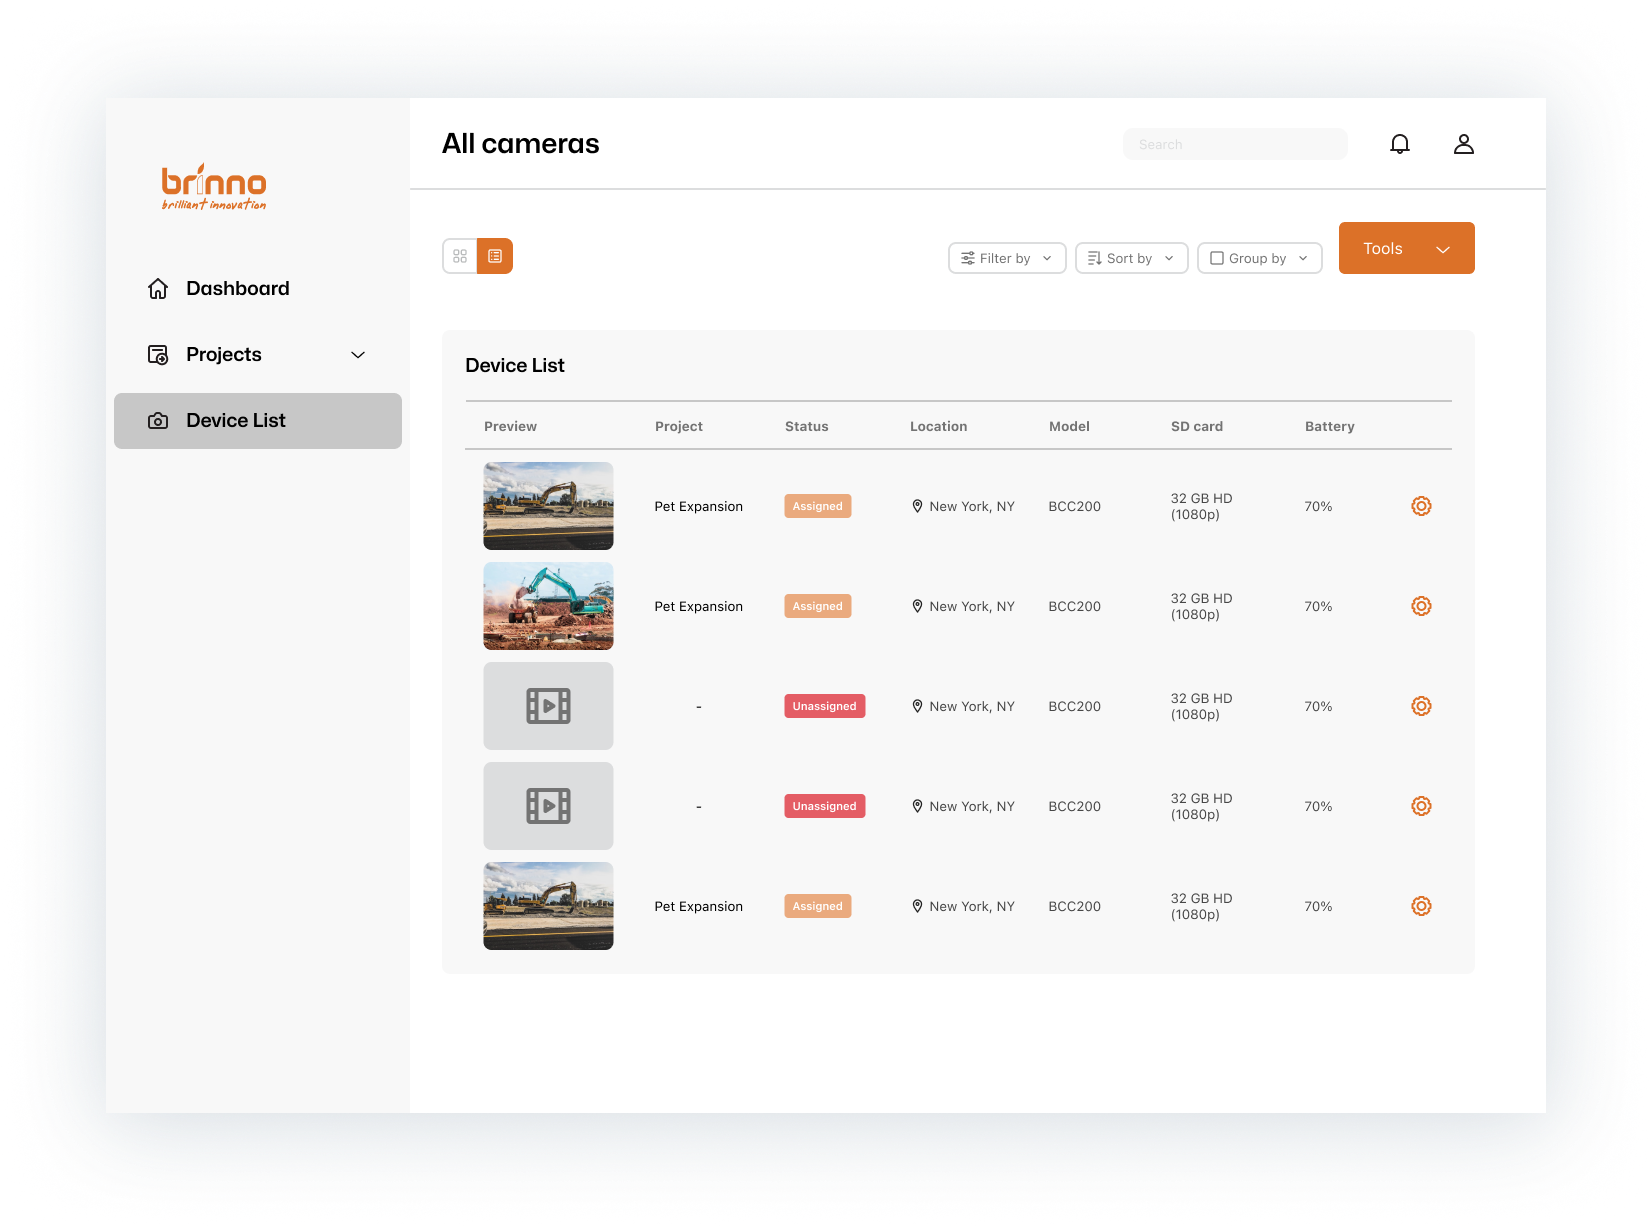 brinno
brilliant innovation
Dashboard
Projects
Device List
All cameras
Search
Filter by
Sort by
Group by
Tools
Device List
Preview Project Status Location Model SD card Battery
Pet Expansion Assigned New York, NY BCC200 32 GB HD
(1080p) 70%
Pet Expansion Assigned New York, NY BCC200 32 GB HD
(1080p) 70%
- Unassigned New York, NY BCC200 32 GB HD
(1080p) 70%
- Unassigned New York, NY BCC200 32 GB HD
(1080p) 70%
Pet Expansion Assigned New York, NY BCC200 32 GB HD
(1080p) 70%